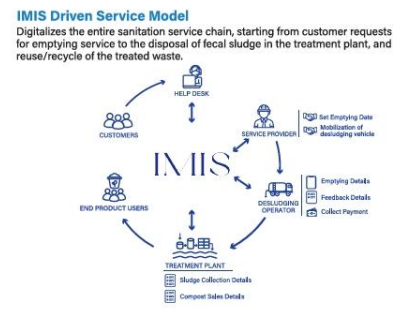 IMIS Driven Service Model
Digitalizes the entire sanitation service chain, starting from customer requests
for emptying service to the disposal of fecal sludge in the treatment plant, and
reuse/recycle of the treated waste.
HELP DESK
CUSTOMERS
SERVICE PROVIDER
Set Emptying Date
Mobilization of
desludging vehicle
IMIS
END PRODUCT USERS
DESLUDGING
OPERATOR
Emptying Details
Feedback Details
Collect Payment
TREATMENT PLANT
Sludge Collection Details
Compost Sales Details